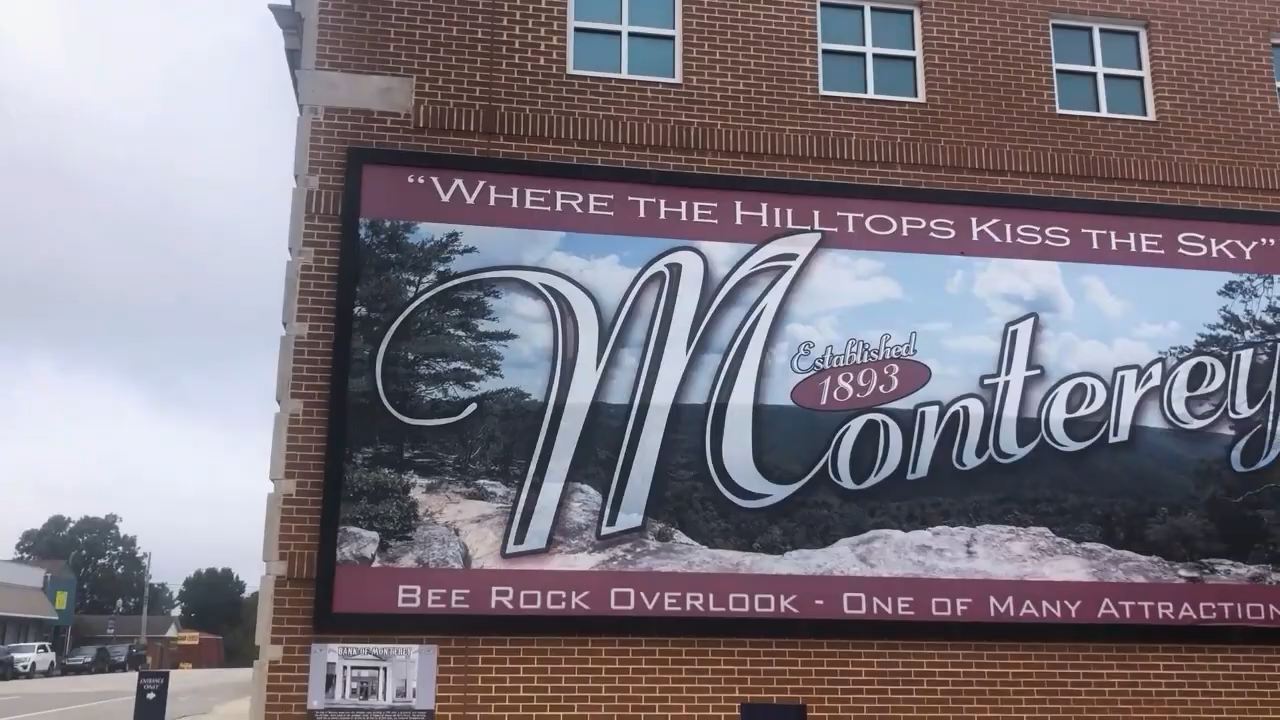 “WHERE THE HILLTOPS KISS THE SKY”
Monterey
Established
1893
BEE ROCK OVERLOOK - ONE OF MANY ATTRACTION
BANK OF MONTEREY
ENTRANCE
ONLY